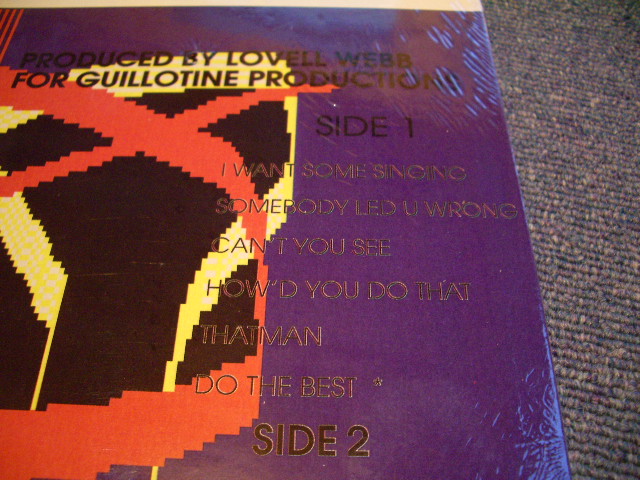 PRODUCED BY LOVELL WEBB
FOR GUILLOTINE PRODUCTIONS
SIDE 1
I WANT SOME SINGING
SOMEBODY LED U WRONG
CAN'T YOU SEE
HOW"D YOU DO THAT
THATMAN
DO THE BEST *
SIDE 2